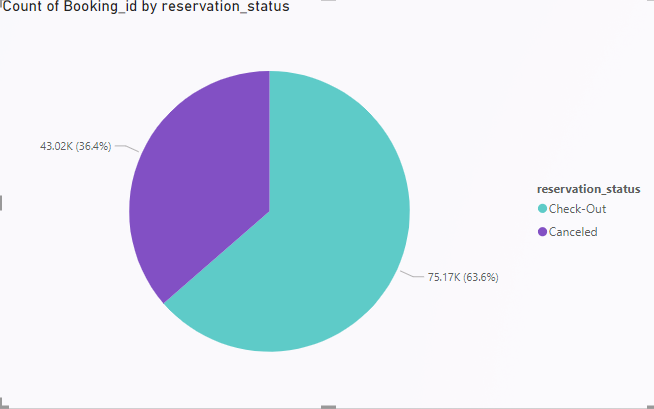 Count of Booking_id by reservation_status
43.02K (36.4%)
75.17K (63.6%)
reservation_status
Check-Out
Canceled